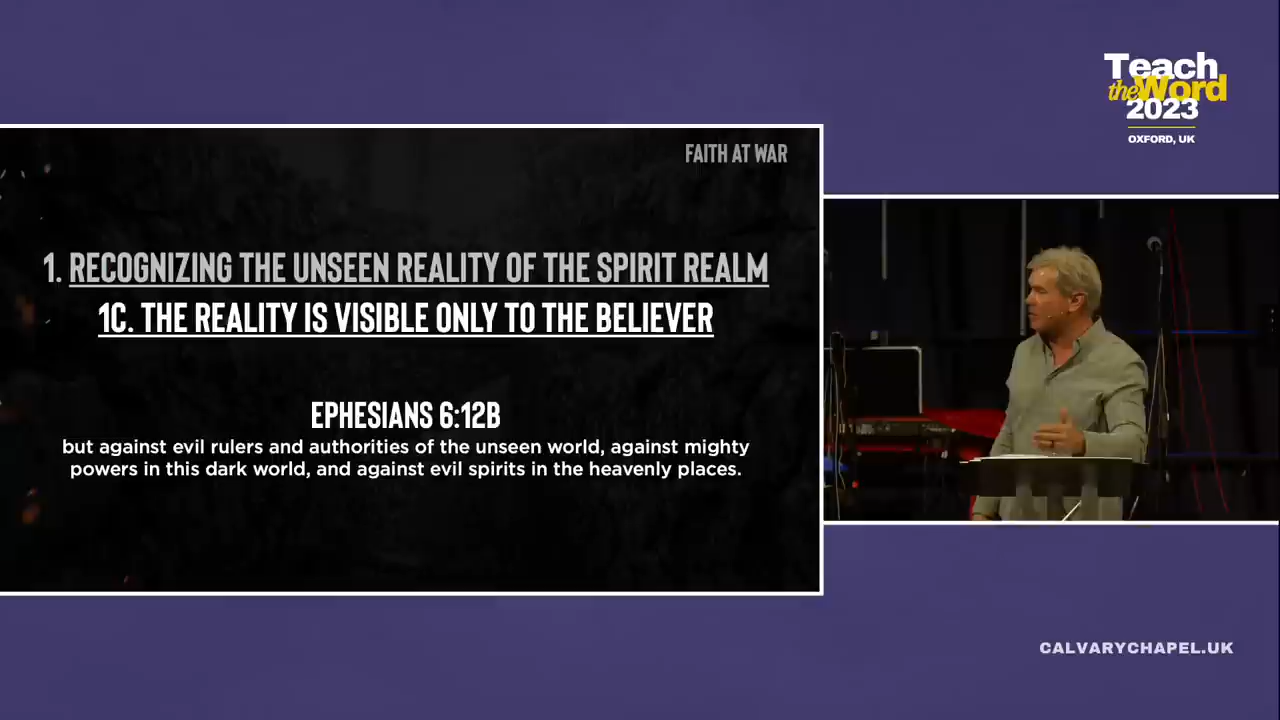 Teach
the Word
2023
OXFORD, UK
FAITH AT WAR
1. RECOGNIZING THE UNSEEN REALITY OF THE SPIRIT REALM
1C. THE REALITY IS VISIBLE ONLY TO THE BELIEVER
EPHESIANS 6:12B
but against evil rulers and authorities of the unseen world, against mighty
powers in this dark world, and against evil spirits in the heavenly places.
CALVARYCHAPEL.UK